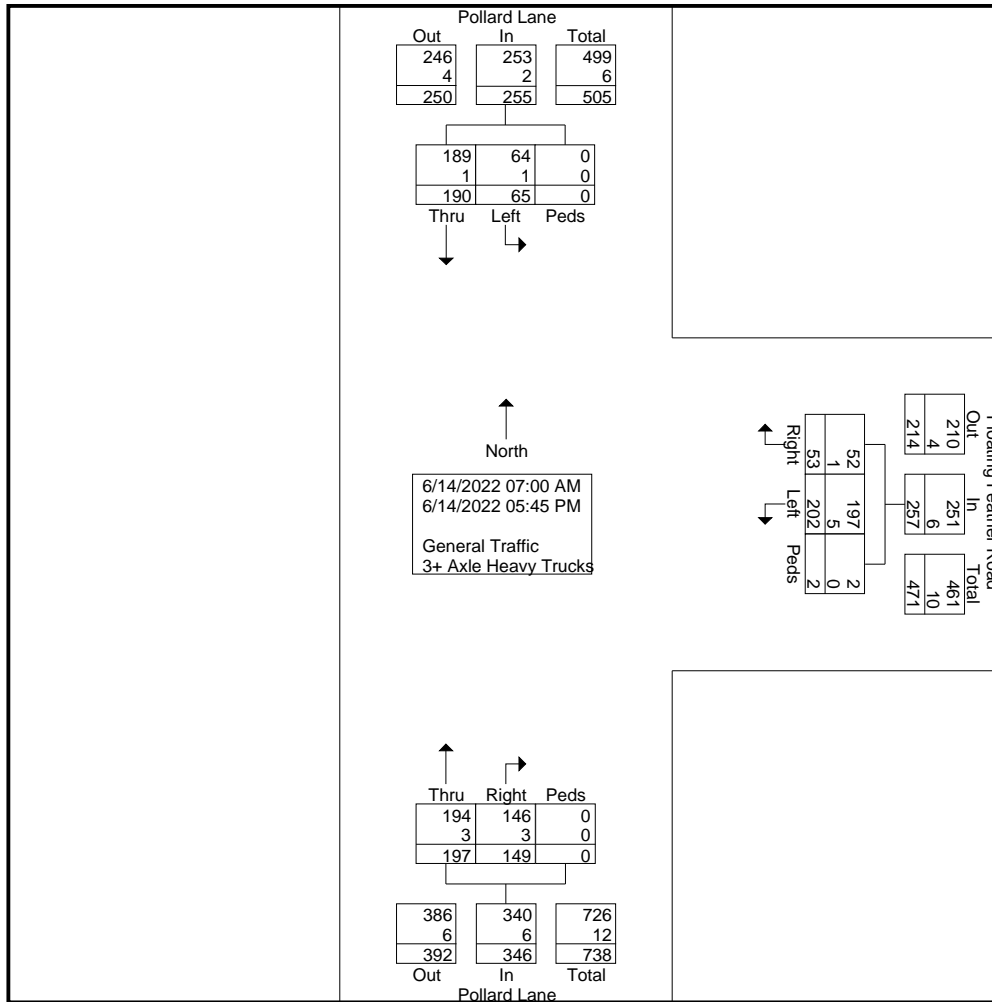 Pollard Lane
Out In Total
246 253 499
4 2 6
250 255 505
189 64 0
1 1 0
190 65 0
Thru Left Peds
North
6/14/2022 07:00 AM
6/14/2022 05:45 PM
General Traffic
3+ Axle Heavy Trucks
Floating Feather Road
Out In Total
210 251 461
4 6 10
214 257 471
52 197 2
1 5 0
53 202 2
Right Left Peds
Thru Right Peds
194 146 0
3 3 0
197 149 0
386 340 726
6 6 12
392 346 738
Out In Total
Pollard Lane